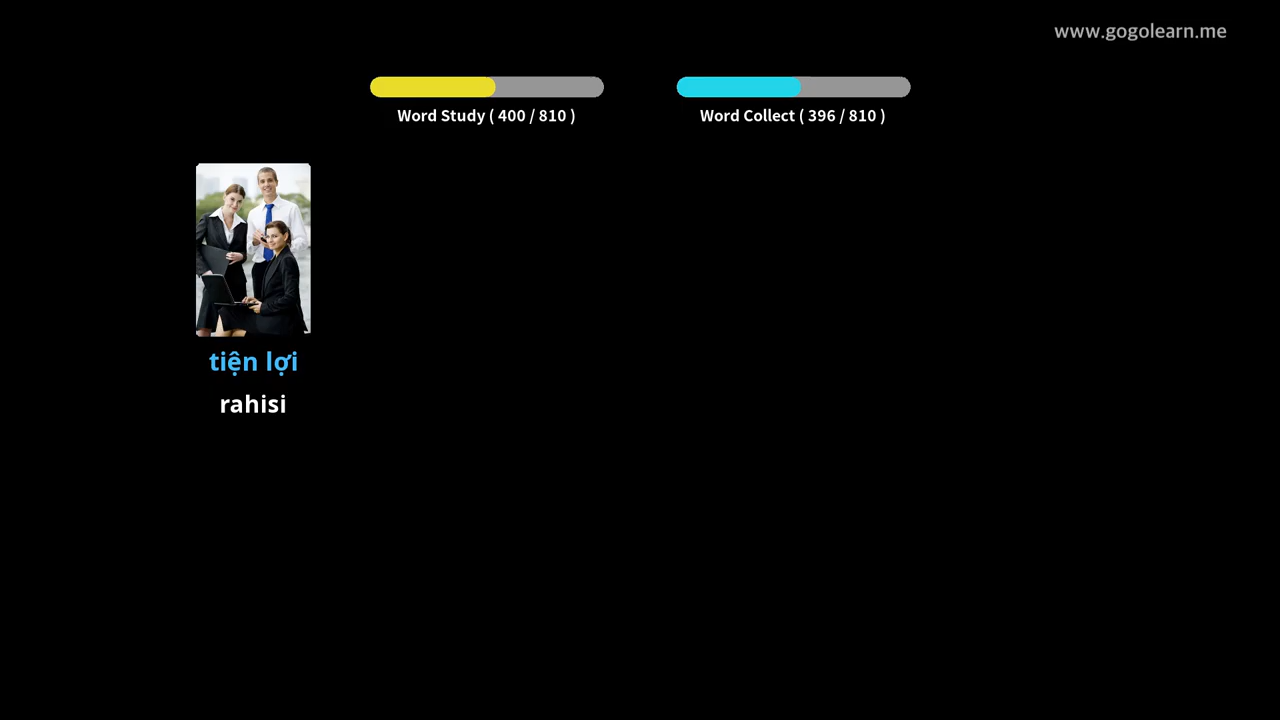 www.gogolearn.me
Word Study ( 400 / 810 )
Word Collect ( 396 / 810 )
tiện lợi
rahisi